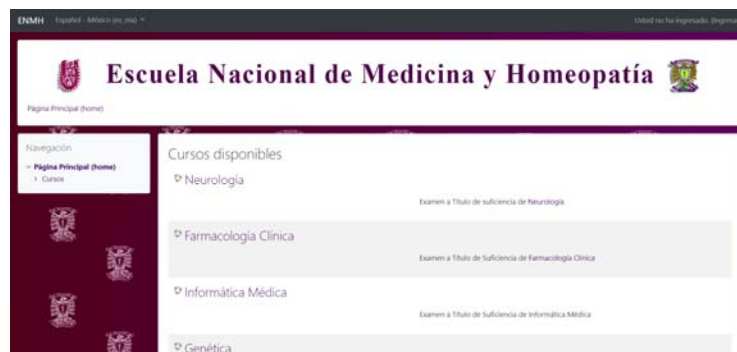 ENMH Español - México (es_mx)
Usted no ha ingresado.
Escuela Nacional de Medicina y Homeopatía
Página Principal (home)
Navegación
Página Principal (home)
Cursos
Cursos disponibles
Neurología
Examen a Título de suficiencia de Neurología
Farmacología Clínica
Examen a Título de Suficiencia de Farmacología Clínica
Informática Médica
Examen a Título de Suficiencia de Informática Médica
Genética